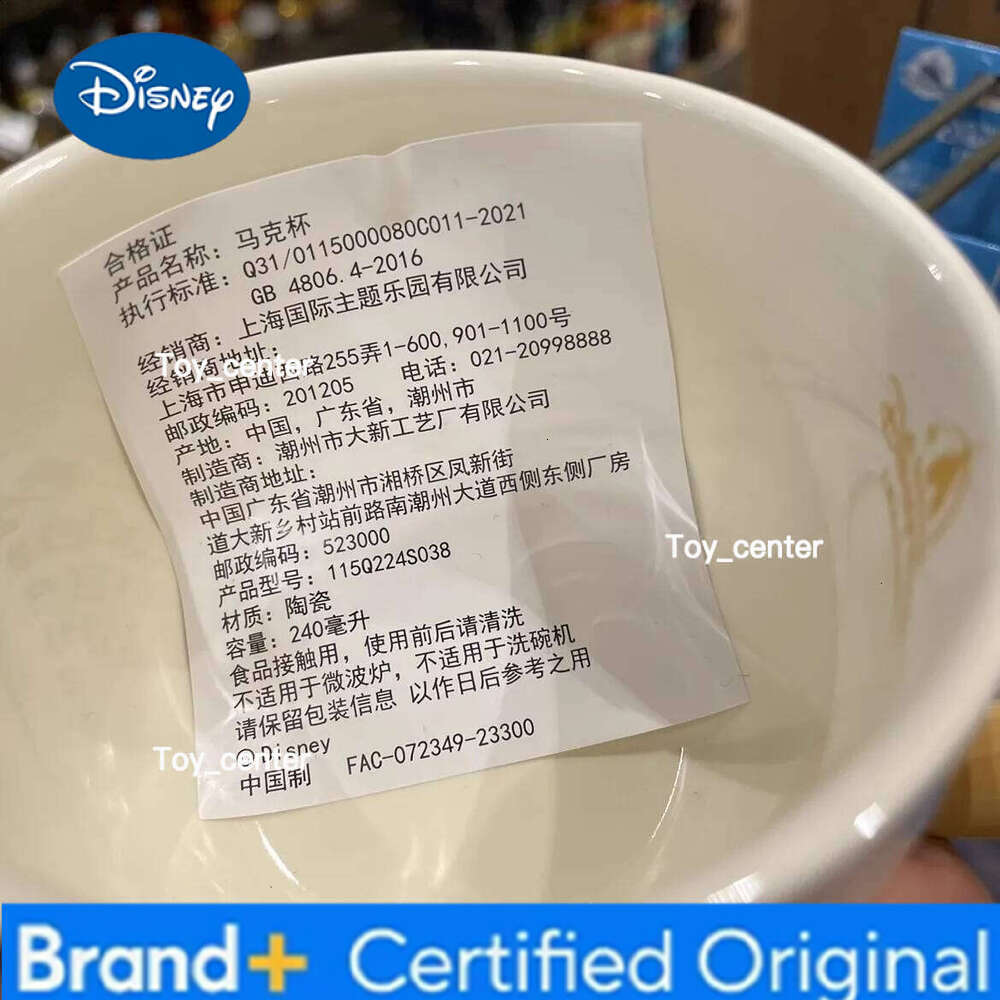 Disney
合格证
产品名称：马克杯
执行标准：Q31/0115000080C011-2021
GB 4806.4-2016
经销商：上海国际主题乐园有限公司
经销商地址：
Toy_center
上海市申迪西路255弄1-600,901-1100号
邮政编码：201205 电话：021-20998888
产地：中国，广东省，潮州市
制造商：潮州市大新工艺厂有限公司
制造商地址：
中国广东省潮州市湘桥区凤新街
道大新乡村站前路南潮州大道西侧东侧厂房
邮政编码：523000
Toy_center
产品型号：115Q224S038
材质：陶瓷
容量：240毫升
食品接触用，使用前后请清洗
不适用于微波炉，不适用于洗碗机
请保留包装信息 以作日后参考之用
©Disney
Toy_center
中国制 FAC-072349-23300
Brand+ Certified Original